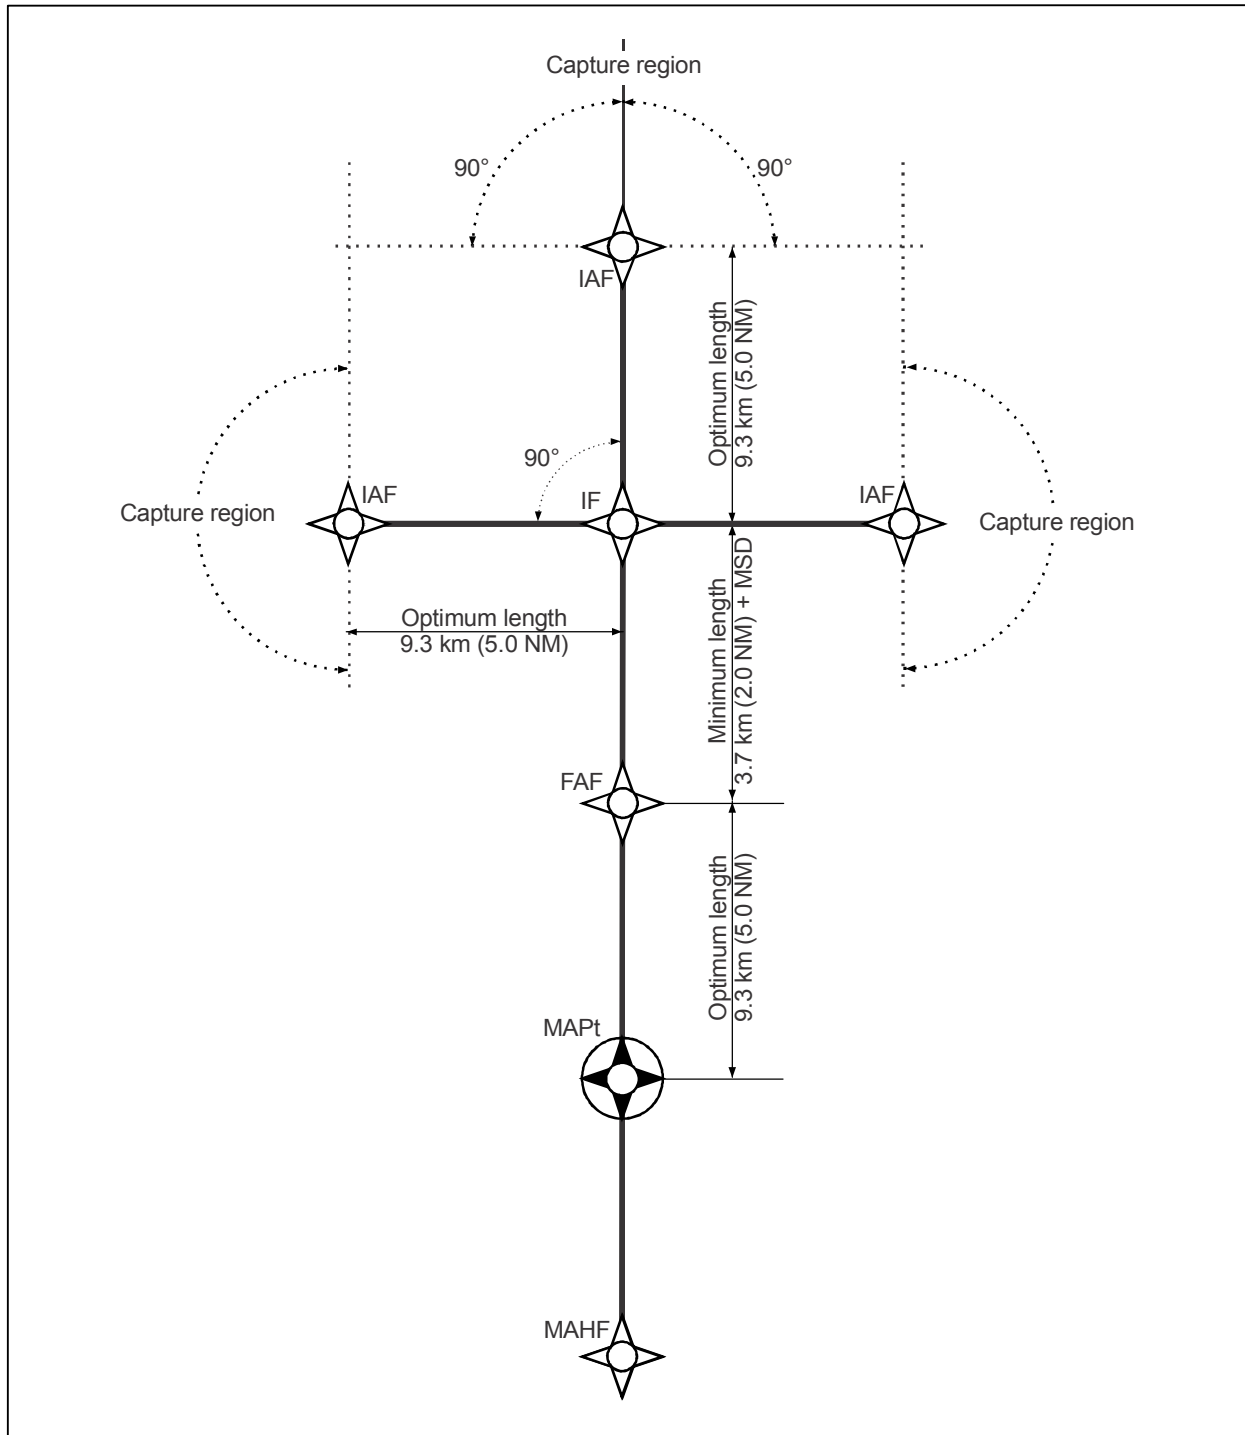 Capture region
90°
90°
IAF
Optimum length
9.3 km (5.0 NM)
90°
IAF
IF
IAF
Capture region
Capture region
Optimum length
9.3 km (5.0 NM)
Minimum length
3.7 km (2.0 NM) + MSD
FAF
Optimum length
9.3 km (5.0 NM)
MAPt
MAHF